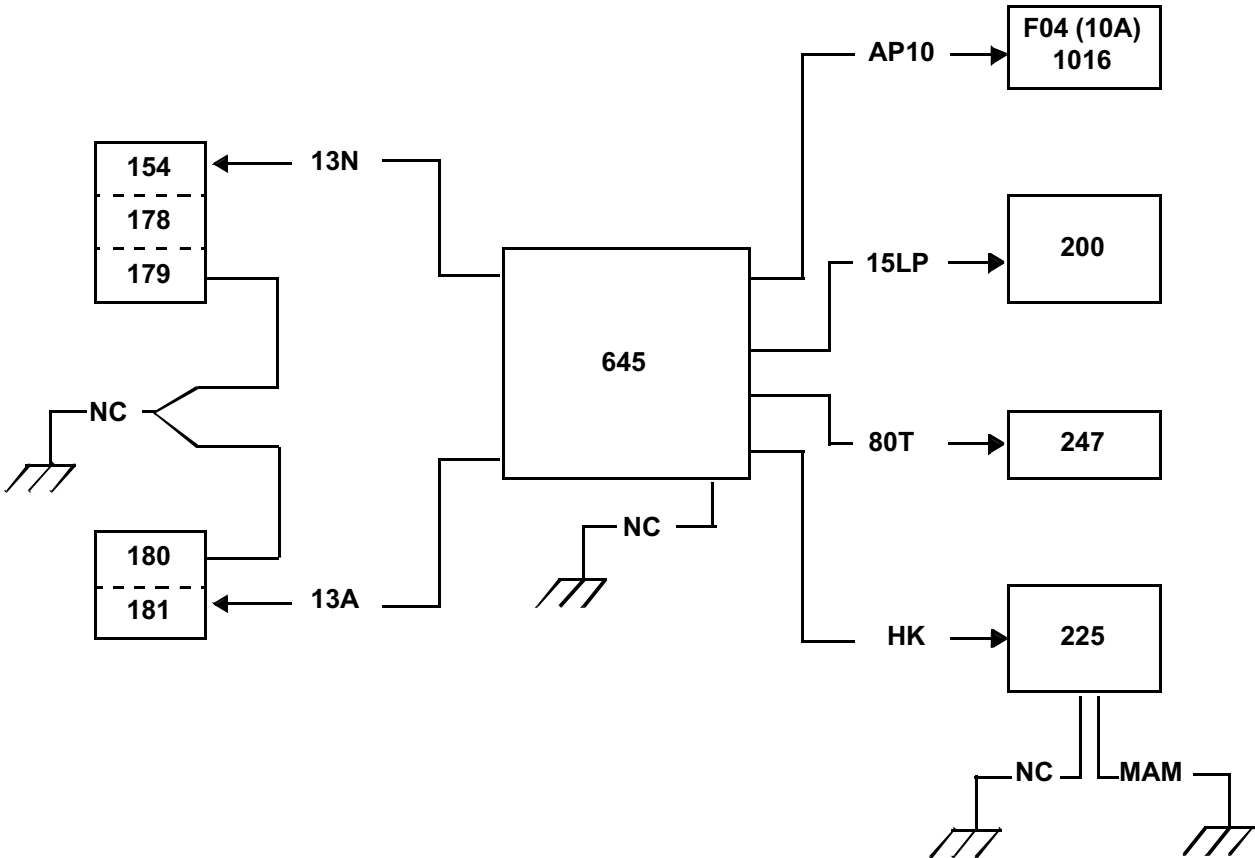 F04 (10A)
1016
AP10
154
13N
178
179
200
15LP
645
NC
80T
247
NC
180
181
13A
HK
225
NC
MAM